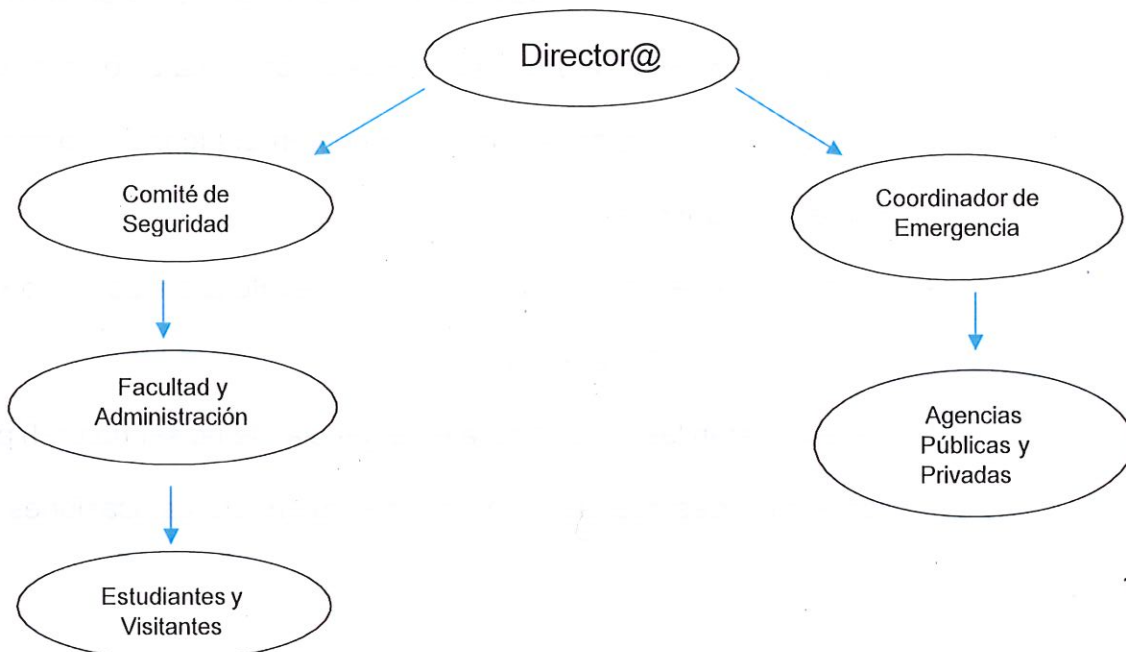 Director@
Comité de
Seguridad
Coordinador de
Emergencia
Facultad y
Administración
Agencias
Públicas y
Privadas
Estudiantes y
Visitantes